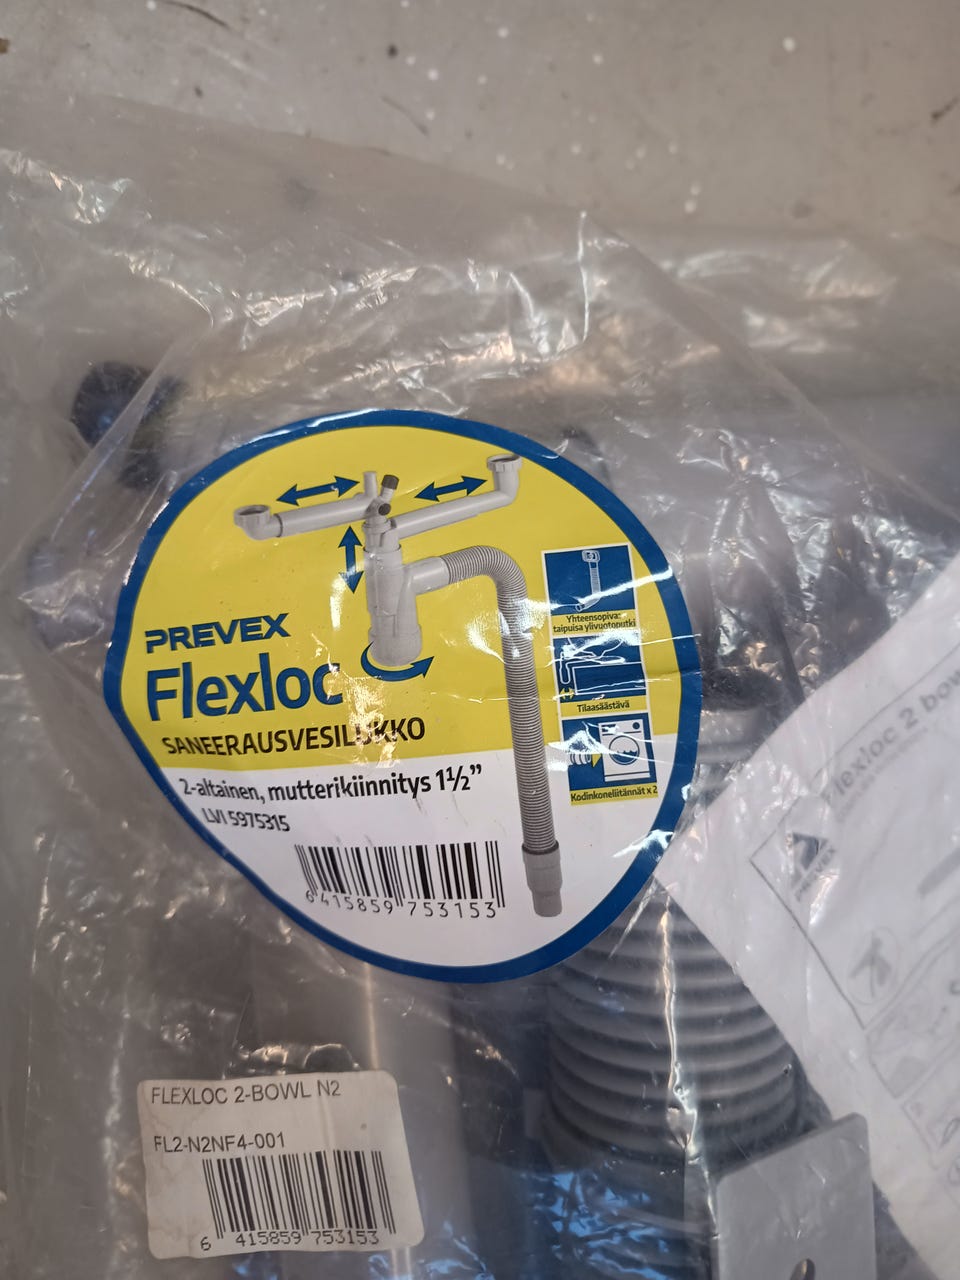 PREVEX
Flexloc
SANEERAUSVESILUKKO
2-altainen, mutterikiinnitys 1½"
LVI 5975315
6 415859 753153
Yhteensopiva:
taipuisa ylivuotoputki
Tilaasäästävä
Kodinkoneliitännät x 2
Flexloc 2 bow
PREVEX
FLEXLOC 2-BOWL N2
FL2-N2NF4-001
6 415859 753153